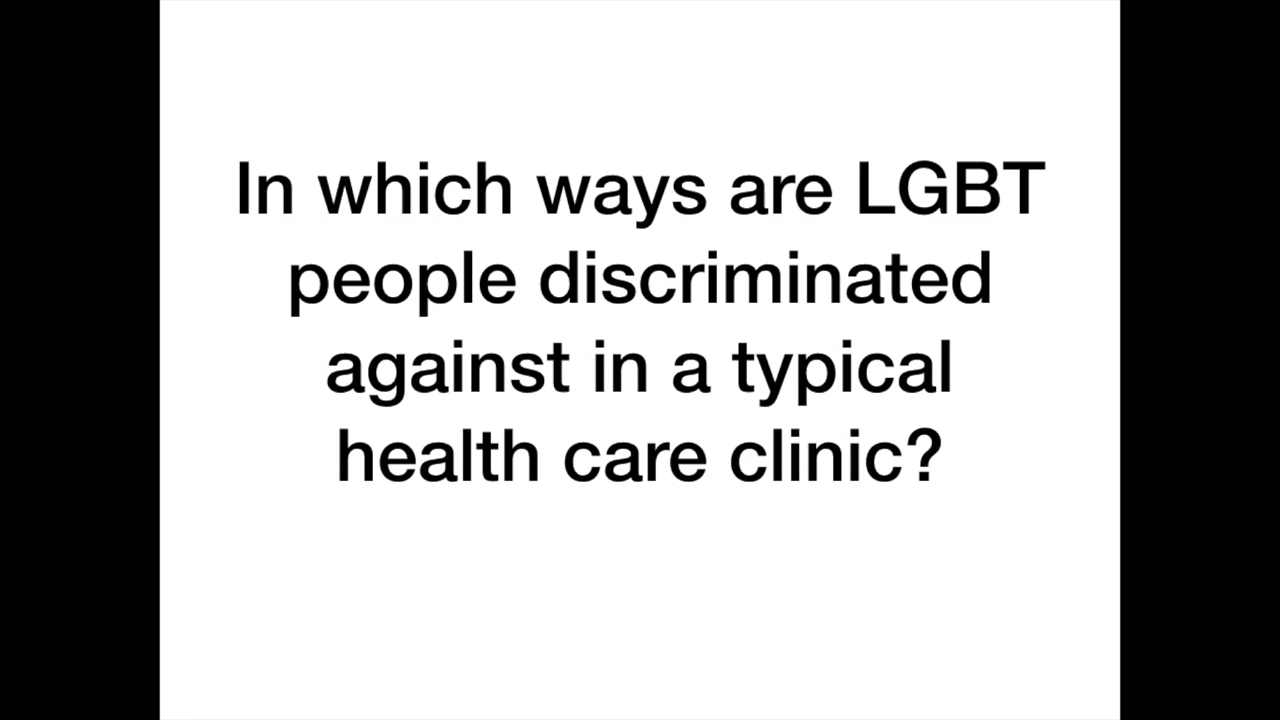 In which ways are LGBT
people discriminated
against in a typical
health care clinic?